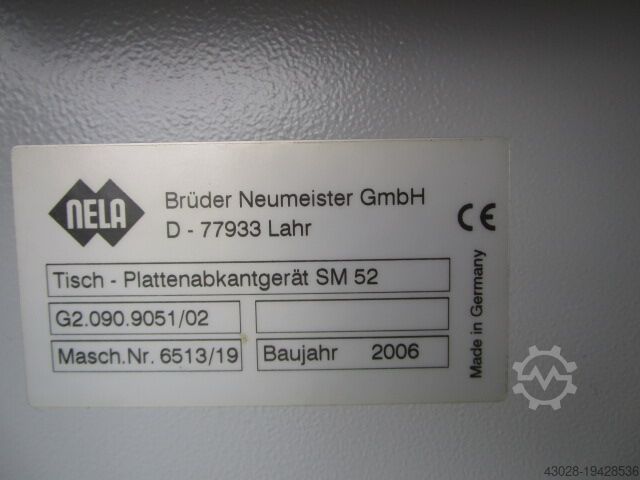 NELA
Brüder Neumeister GmbH
D - 77933 Lahr
CE
Tisch - Plattenabkantgerät SM 52
G2.090.9051/02
Masch.Nr. 6513/19
Baujahr 2006
Made in Germany
43028-19428536